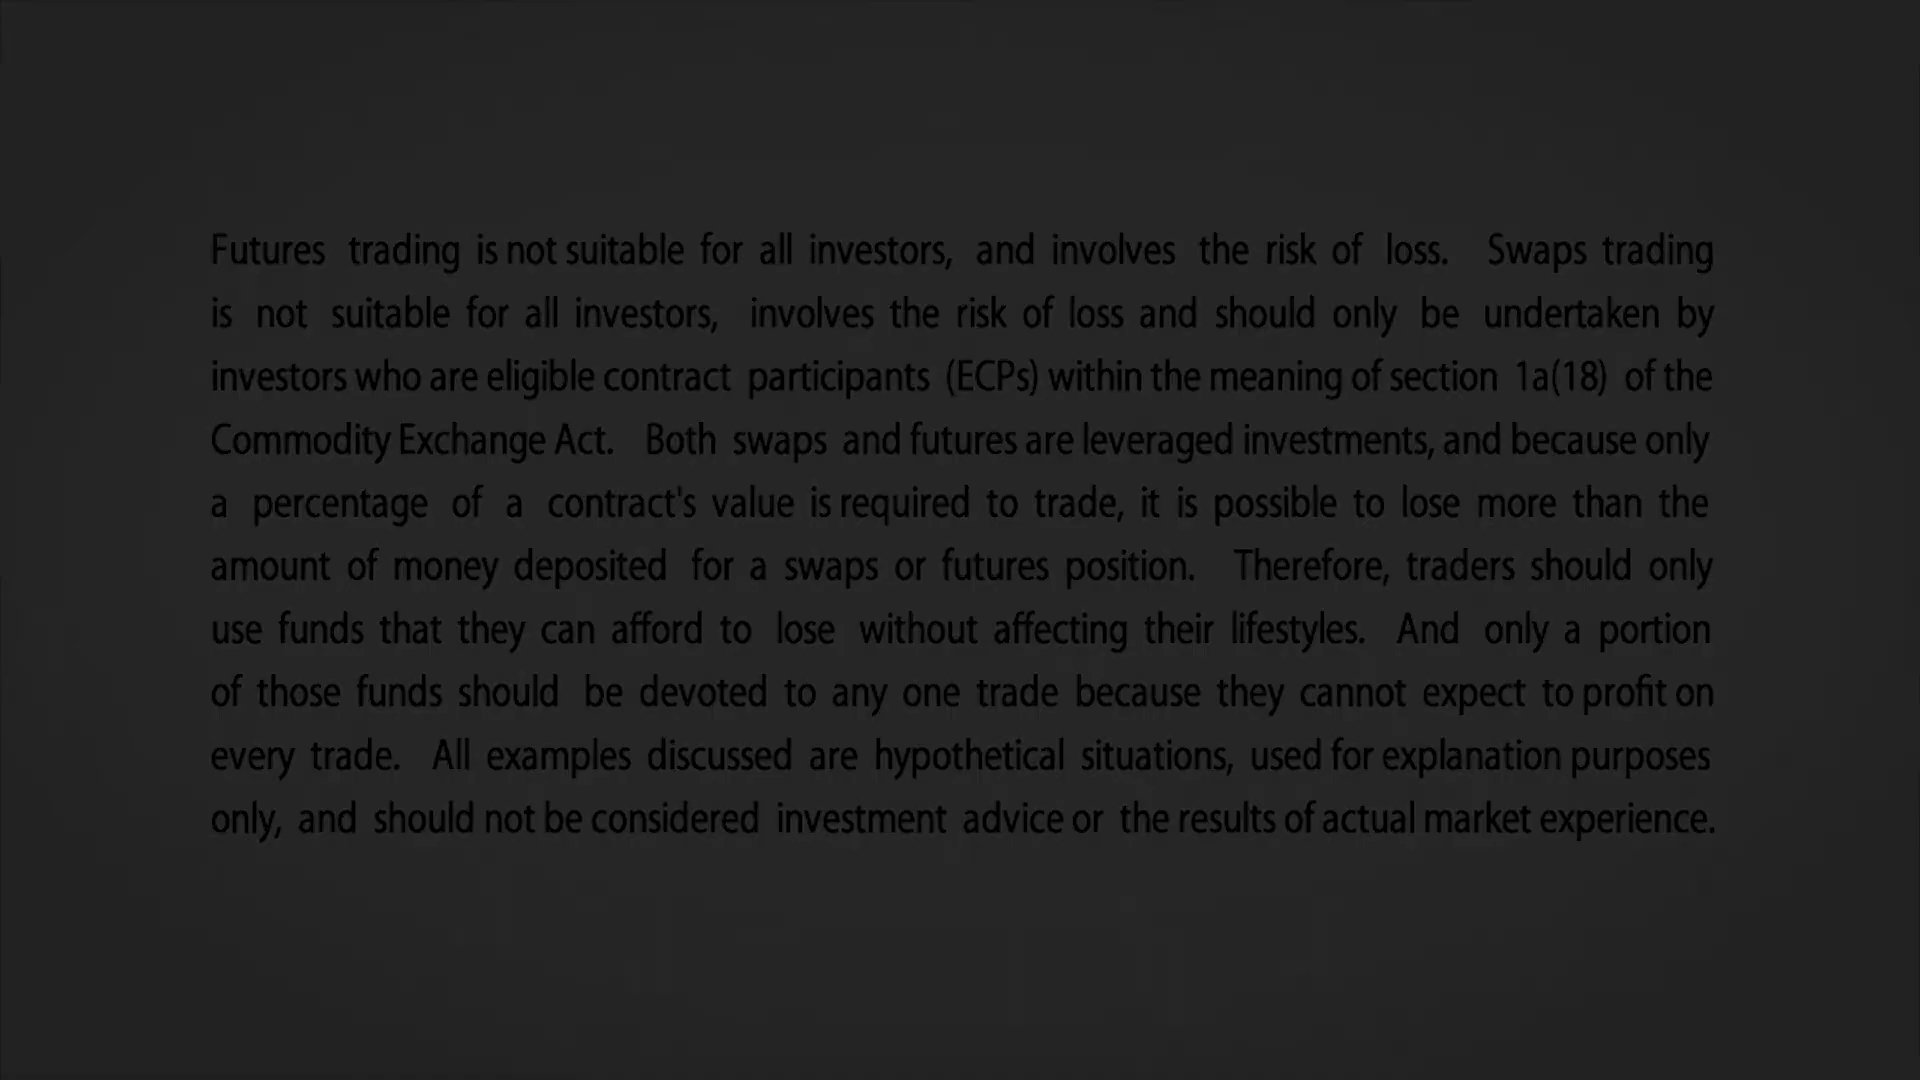 Futures trading is not suitable for all investors, and involves the risk of loss. Swaps trading
is not suitable for all investors, involves the risk of loss and should only be undertaken by
investors who are eligible contract participants (ECPs) within the meaning of section 1a(18) of the
Commodity Exchange Act. Both swaps and futures are leveraged investments, and because only
a percentage of a contract's value is required to trade, it is possible to lose more than the
amount of money deposited for a swaps or futures position. Therefore, traders should only
use funds that they can afford to lose without affecting their lifestyles. And only a portion
of those funds should be devoted to any one trade because they cannot expect to profit on
every trade. All examples discussed are hypothetical situations, used for explanation purposes
only, and should not be considered investment advice or the results of actual market experience.